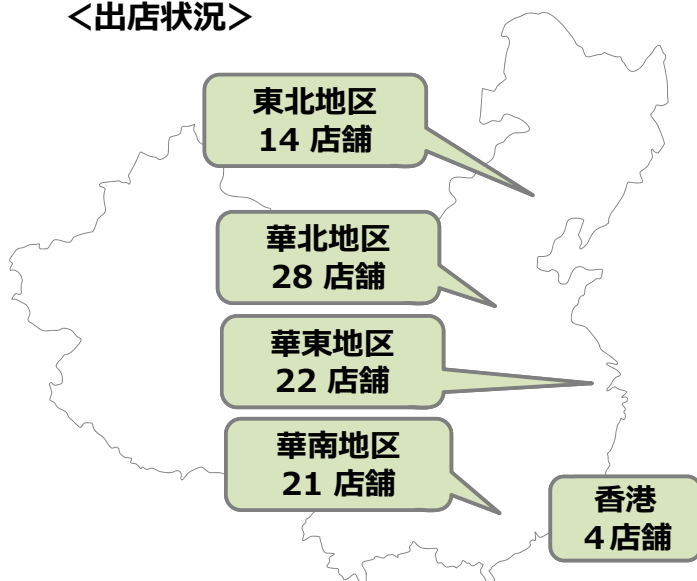 ＜出店状況＞
東北地区
14 店舗
華北地区
28 店舗
華東地区
22 店舗
華南地区
21 店舗
香港
４店舗